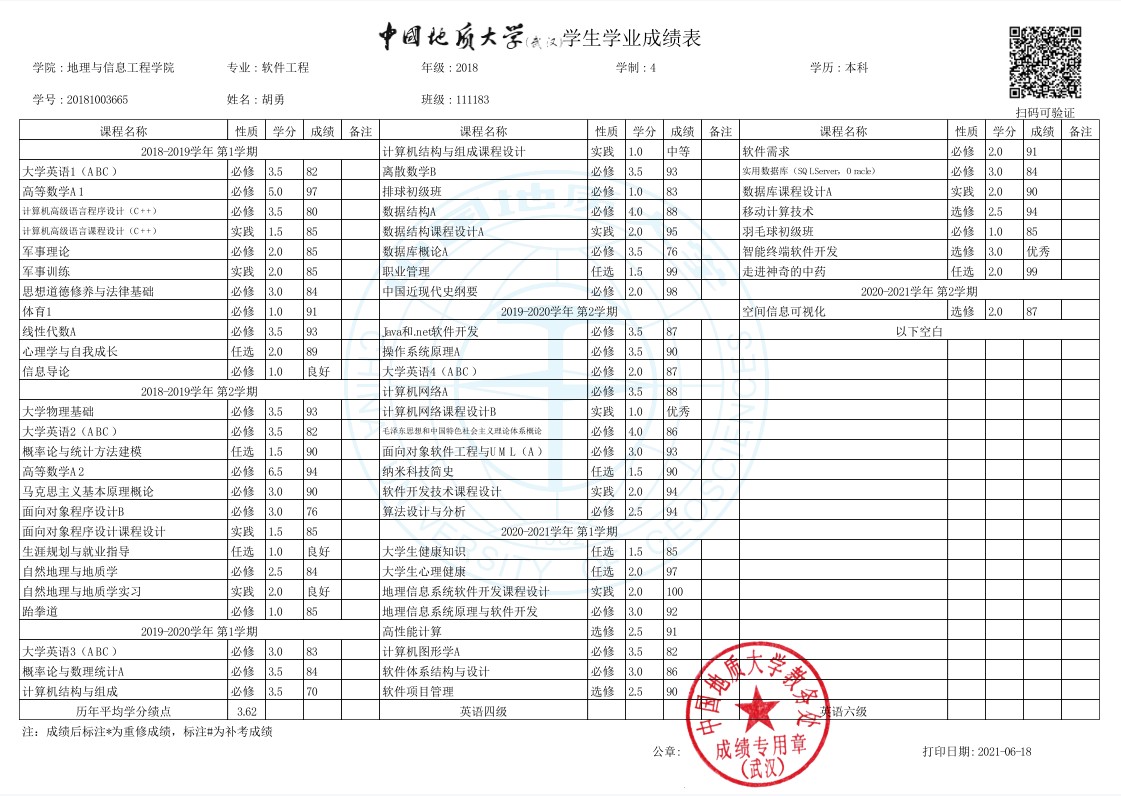 中国地质大学(武汉)学生学业成绩表
学院：地理与信息工程学院 专业：软件工程 年级：2018 学制：4 学历：本科
学号：20181003665 姓名：胡勇 班级：111183
扫码可验证
课程名称 性质 学分 成绩 备注 课程名称 性质 学分 成绩 备注 课程名称 性质 学分 成绩 备注
2018-2019学年 第1学期 计算机结构与组成课程设计 实践 1.0 中等 软件需求 必修 2.0 91
大学英语1（ABC） 必修 3.5 82 离散数学B 必修 3.5 93 实用数据库（SQLServer，Oracle） 必修 3.0 84
高等数学A1 必修 5.0 97 排球初级班 必修 1.0 83 数据库课程设计A 实践 2.0 90
计算机高级语言程序设计（C++） 必修 3.5 80 数据结构A 必修 4.0 88 移动计算技术 选修 2.5 94
计算机高级语言课程设计（C++） 实践 1.5 85 数据结构课程设计A 实践 2.0 95 羽毛球初级班 必修 1.0 85
军事理论 必修 2.0 85 数据库概论A 必修 3.5 76 智能终端软件开发 选修 3.0 优秀
军事训练 实践 2.0 85 职业管理 任选 1.5 99 走进神奇的中药 任选 2.0 99
思想道德修养与法律基础 必修 3.0 84 中国近现代史纲要 必修 2.0 98 2020-2021学年 第2学期
体育1 必修 1.0 91 2019-2020学年 第2学期 空间信息可视化 选修 2.0 87
线性代数A 必修 3.5 93 Java和.net软件开发 必修 3.5 87 以下空白
心理学与自我成长 任选 2.0 89 操作系统原理A 必修 3.5 90
信息导论 必修 1.0 良好 大学英语4（ABC） 必修 2.0 87
2018-2019学年 第2学期 计算机网络A 必修 3.5 88
大学物理基础 必修 3.5 93 计算机网络课程设计B 实践 1.0 优秀
大学英语2（ABC） 必修 3.5 82 毛泽东思想和中国特色社会主义理论体系概论 必修 4.0 86
概率论与统计方法建模 任选 1.5 90 面向对象软件工程与UML（A） 必修 3.0 93
高等数学A2 必修 6.5 94 纳米科技简史 任选 1.5 90
马克思主义基本原理概论 必修 3.0 90 软件开发技术课程设计 实践 2.0 94
面向对象程序设计B 必修 3.0 76 算法设计与分析 必修 2.5 94
面向对象程序设计课程设计 实践 1.5 85 2020-2021学年 第1学期
生涯规划与就业指导 任选 1.0 良好 大学生健康知识 任选 1.5 85
自然地理与地质学 必修 2.5 84 大学生心理健康 任选 2.0 97
自然地理与地质学实习 实践 2.0 良好 地理信息系统软件开发课程设计 实践 2.0 100
跆拳道 必修 1.0 85 地理信息系统原理与软件开发 必修 3.0 92
2019-2020学年 第1学期 高性能计算 选修 2.5 91
大学英语3（ABC） 必修 3.0 83 计算机图形学A 必修 3.5 82
概率论与数理统计A 必修 3.5 84 软件体系结构与设计 必修 3.0 86
计算机结构与组成 必修 3.5 70 软件项目管理 选修 2.5 90
历年平均学分绩点 3.62 英语四级 英语六级
注：成绩后标注*为重修成绩，标注#为补考成绩
公章: 打印日期: 2021-06-18
中国地质大学教务处
成绩专用章
(武汉)